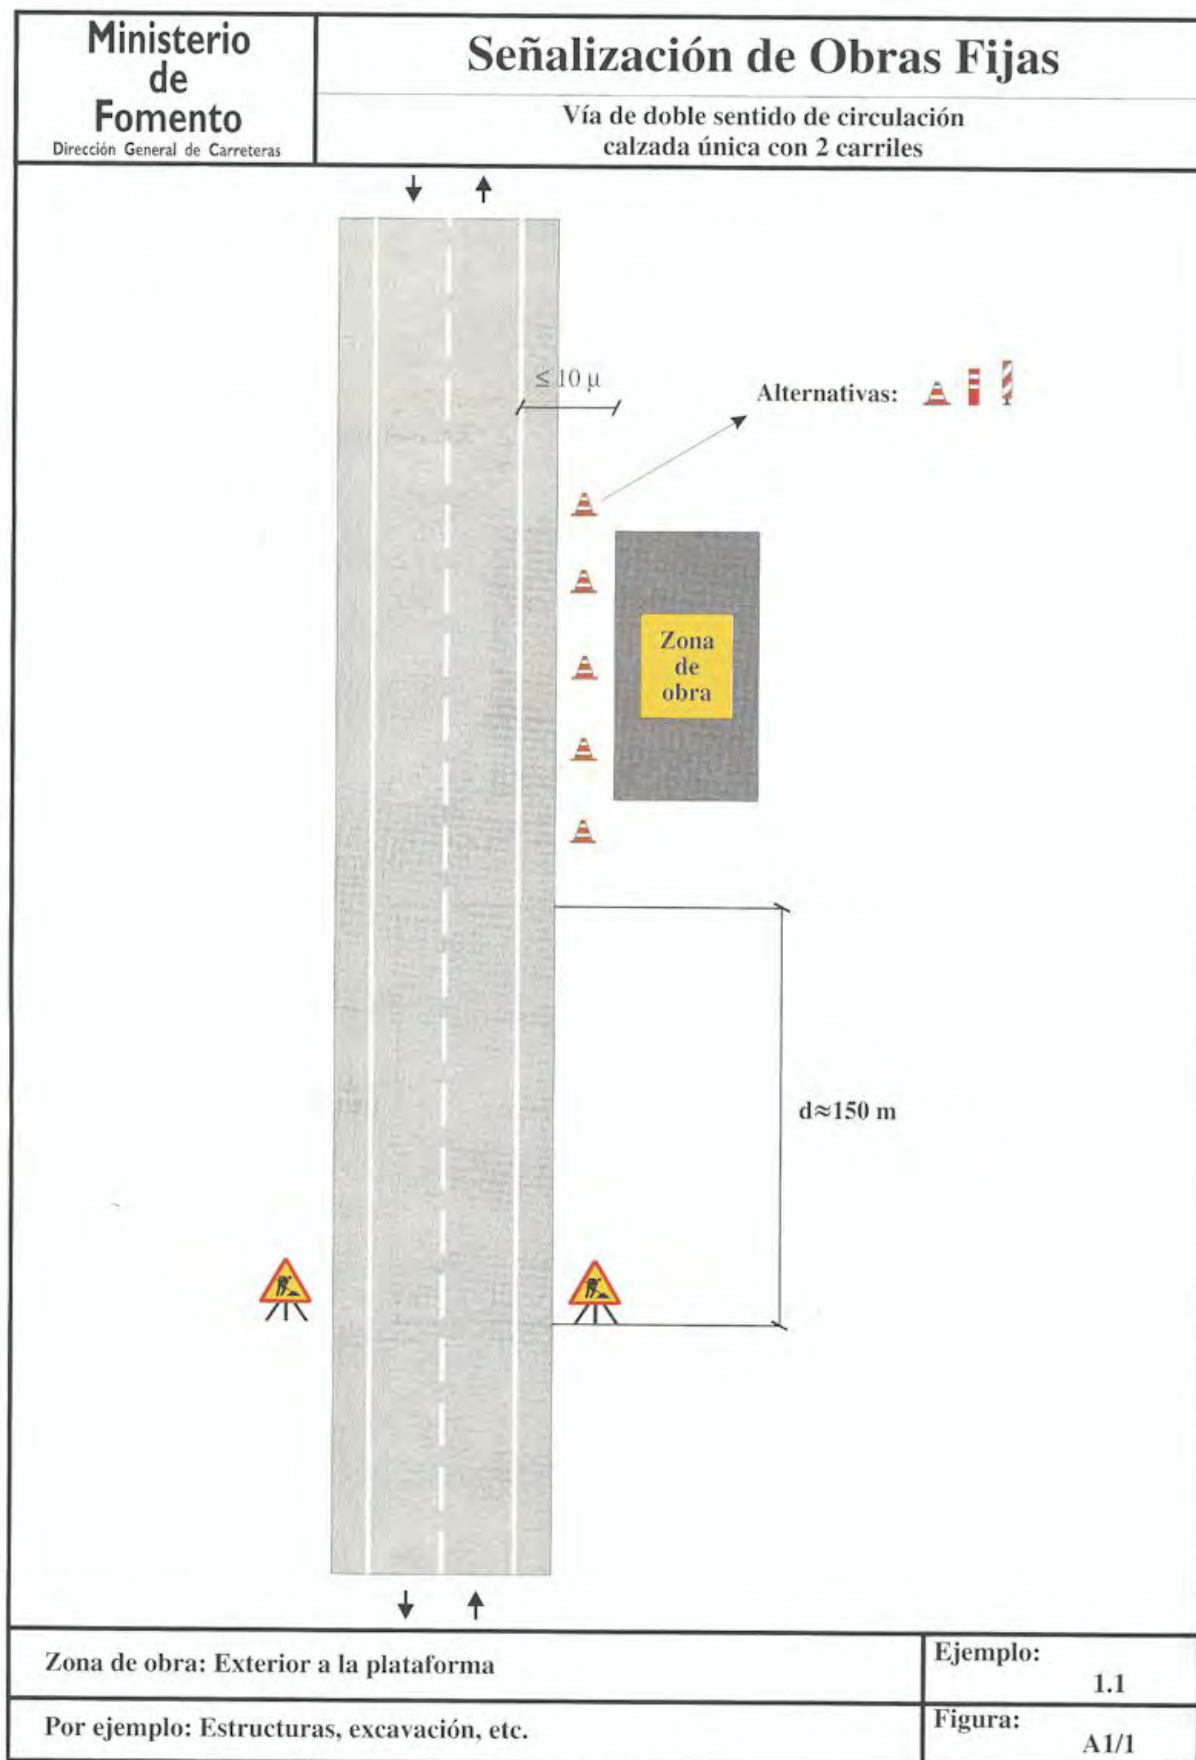 Ministerio
de
Fomento
Dirección General de Carreteras
Señalización de Obras Fijas
Vía de doble sentido de circulación
calzada única con 2 carriles
≤ 10 μ
Alternativas:
Zona
de
obra
d≈150 m
Zona de obra: Exterior a la plataforma
Ejemplo:
1.1
Por ejemplo: Estructuras, excavación, etc.
Figura:
A1/1